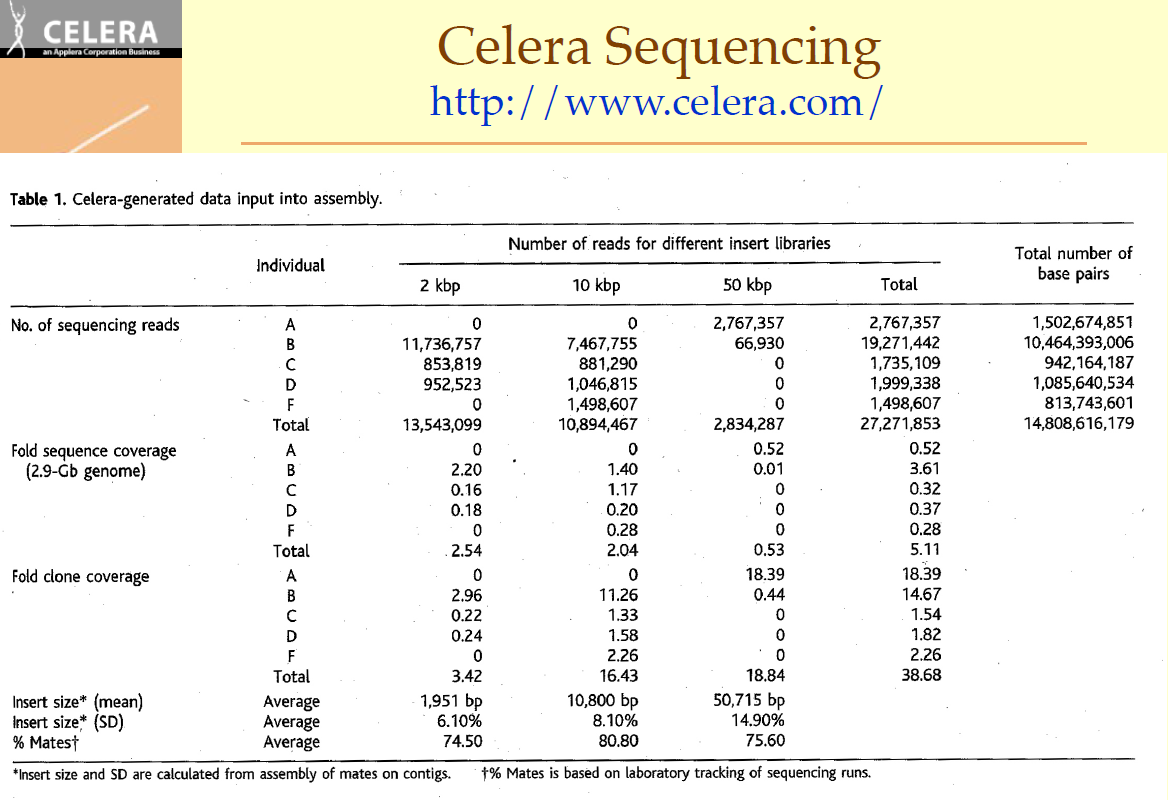 CELERA
an Applera Corporation Business
Celera Sequencing
http://www.celera.com/
Table 1. Celera-generated data input into assembly.
Individual Number of reads for different insert libraries Total number of base pairs
2 kbp 10 kbp 50 kbp Total
No. of sequencing reads A 0 0 2,767,357 2,767,357 1,502,674,851
B 11,736,757 7,467,755 66,930 19,271,442 10,464,393,006
C 853,819 881,290 0 1,735,109 942,164,187
D 952,523 1,046,815 0 1,999,338 1,085,640,534
F 0 1,498,607 0 1,498,607 813,743,601
Total 13,543,099 10,894,467 2,834,287 27,271,853 14,808,616,179
Fold sequence coverage A 0 0 0.52 0.52
(2.9-Gb genome) B 2.20 1.40 0.01 3.61
C 0.16 1.17 0 0.32
D 0.18 0.20 0 0.37
F 0 0.28 0 0.28
Total 2.54 2.04 0.53 5.11
Fold clone coverage A 0 0 18.39 18.39
B 2.96 11.26 0.44 14.67
C 0.22 1.33 0 1.54
D 0.24 1.58 0 1.82
F 0 2.26 0 2.26
Total 3.42 16.43 18.84 38.68
Insert size* (mean) Average 1,951 bp 10,800 bp 50,715 bp
Insert size* (SD) Average 6.10% 8.10% 14.90%
% Mates† Average 74.50 80.80 75.60
*Insert size and SD are calculated from assembly of mates on contigs. †% Mates is based on laboratory tracking of sequencing runs.